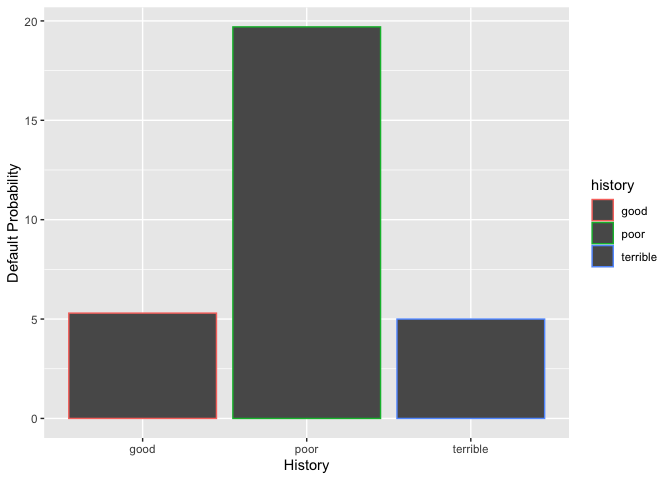 20
15
10
5
0
Default Probability
good
poor
terrible
History
history
good
poor
terrible